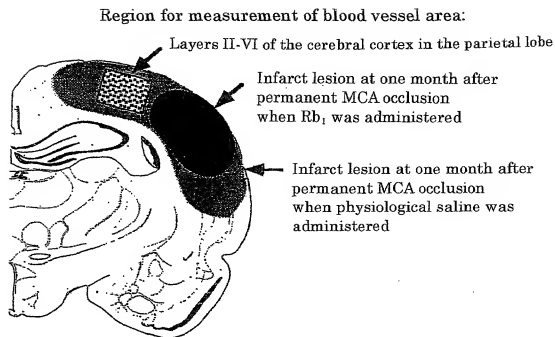 Region for measurement of blood vessel area:
Layers II-VI of the cerebral cortex in the parietal lobe
Infarct lesion at one month after
permanent MCA occlusion
when Rb₁ was administered
Infarct lesion at one month after
permanent MCA occlusion
when physiological saline was
administered